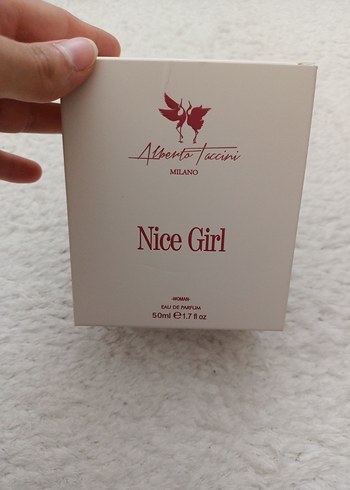 Alberto Taccini
MILANO
Nice Girl
-WOMAN-
EAU DE PARFUM
50ml ℮1.7 fl oz